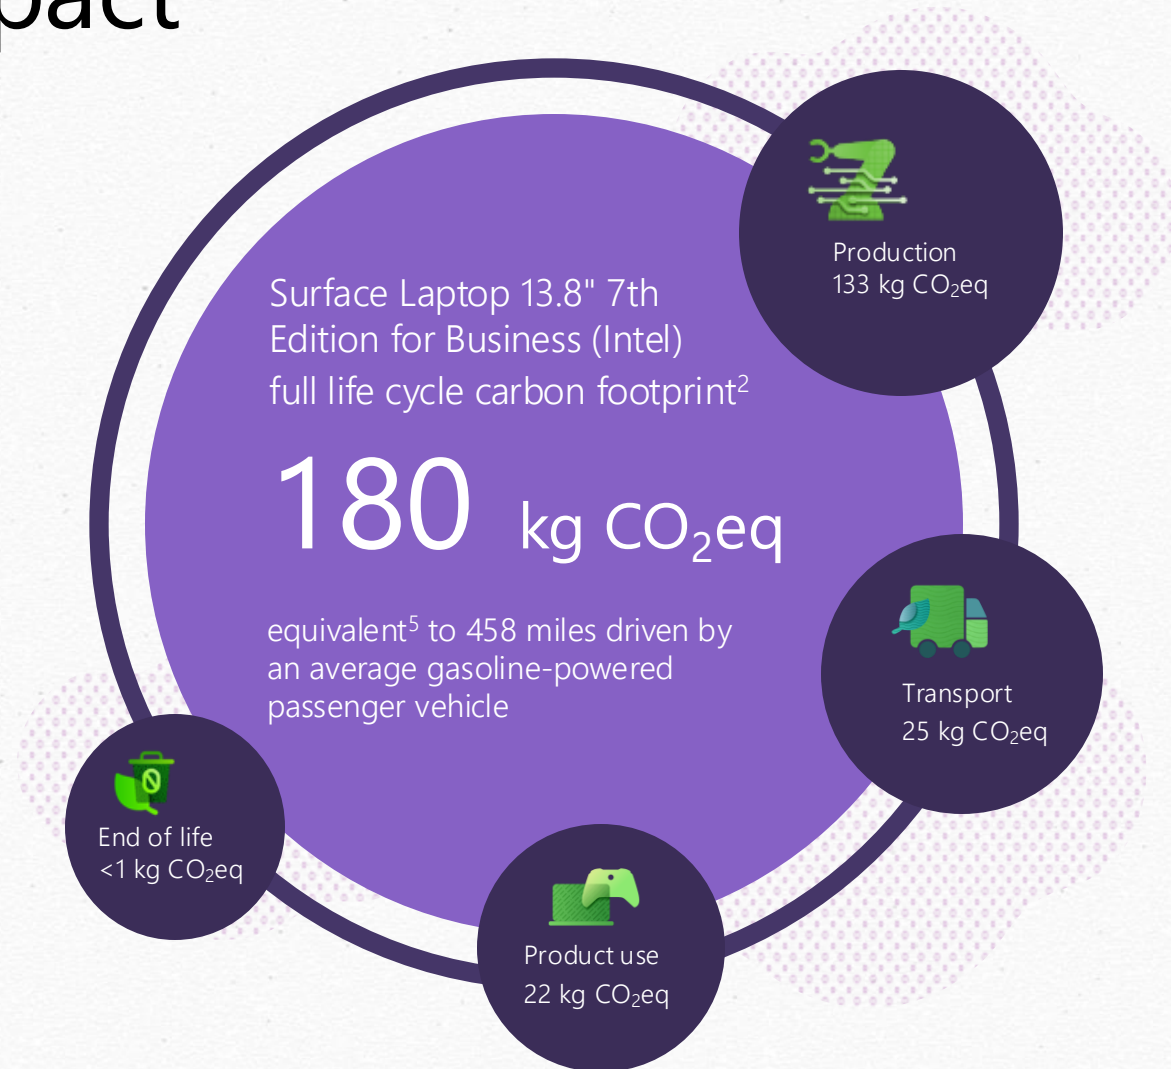 pact
Surface Laptop 13.8" 7th
Edition for Business (Intel)
full life cycle carbon footprint²
180 kg CO₂eq
equivalent⁵ to 458 miles driven by
an average gasoline-powered
passenger vehicle
Production
133 kg CO₂eq
Transport
25 kg CO₂eq
Product use
22 kg CO₂eq
End of life
<1 kg CO₂eq